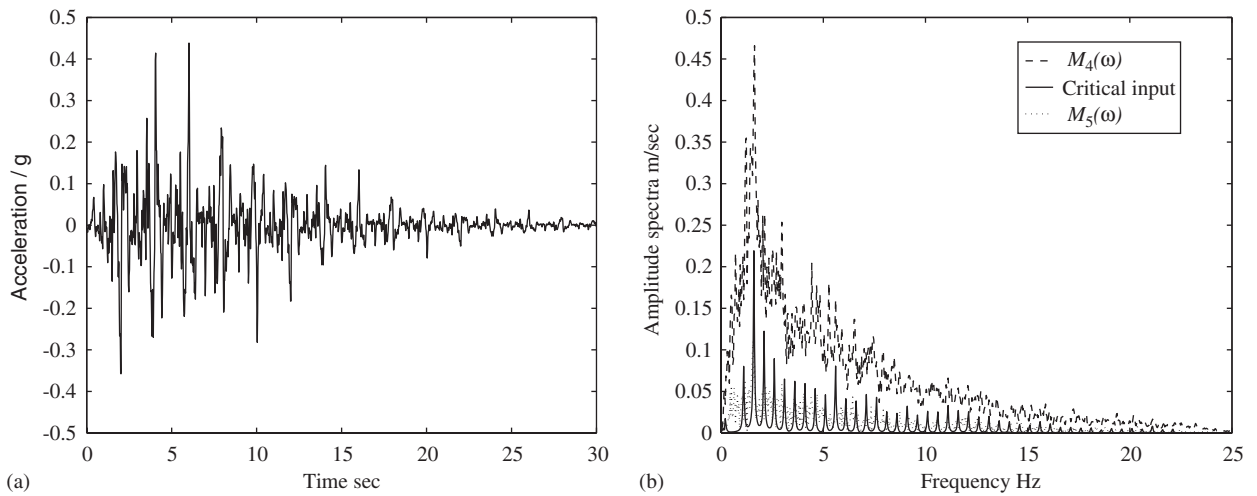 0.5
0.4
0.3
0.2
0.1
0
-0.1
-0.2
-0.3
-0.4
-0.5
Acceleration / g
0 5 10 15 20 25 30
Time sec
(a)
0.5
0.45
0.4
0.35
0.3
0.25
0.2
0.15
0.1
0.05
0
Amplitude spectra m/sec
M4(ω)
Critical input
M5(ω)
0 5 10 15 20 25
Frequency Hz
(b)